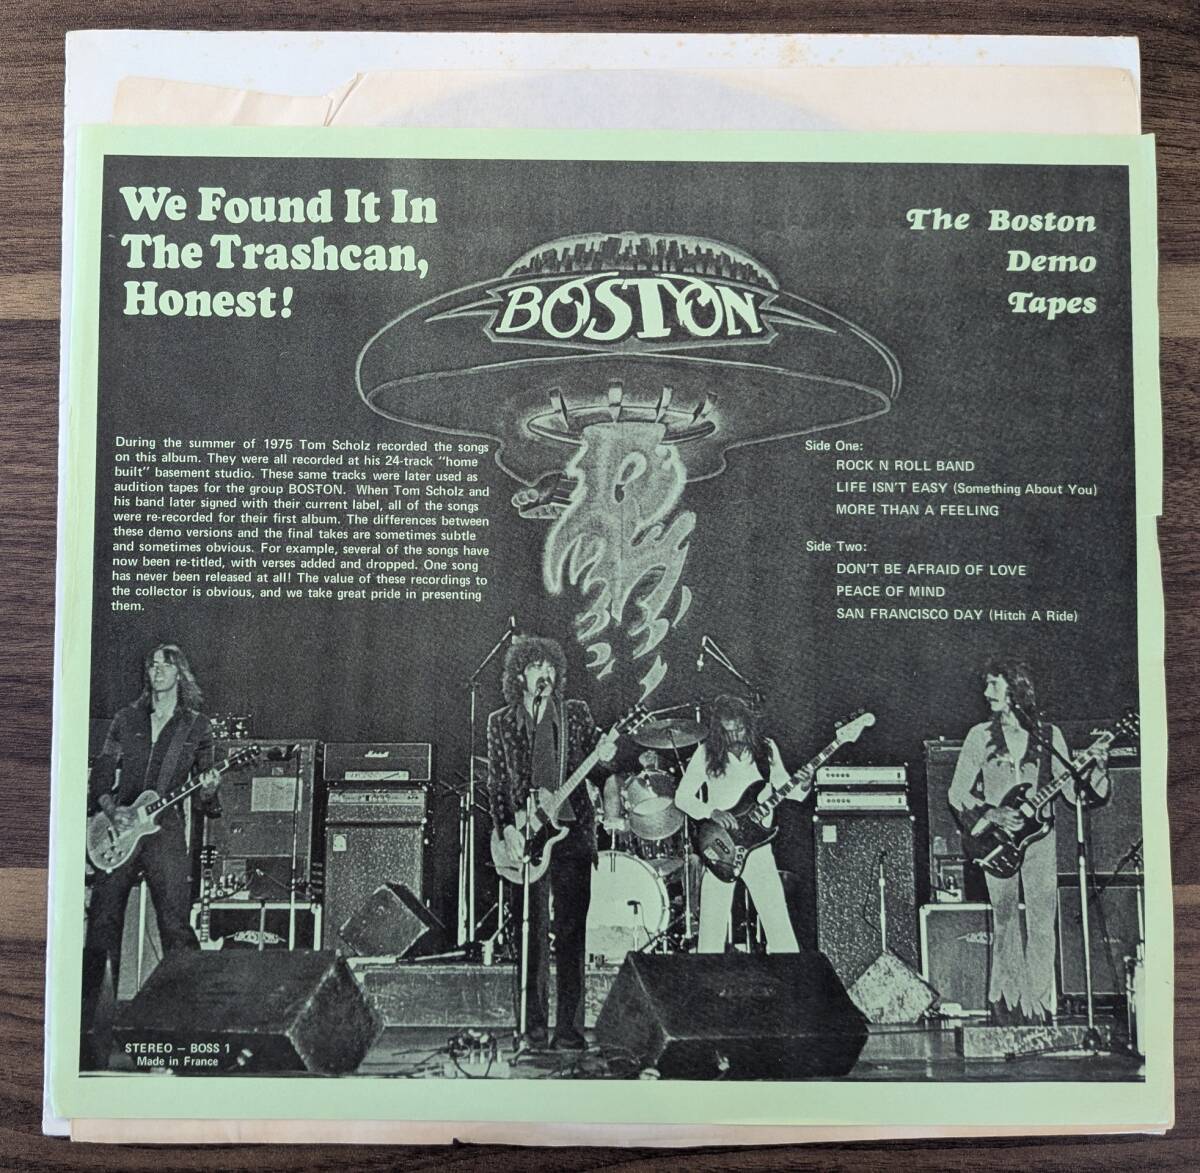 We Found It In
The Trashcan,
Honest!
The Boston
Demo
Tapes
BOSTON
During the summer of 1975 Tom Scholz recorded the songs
on this album. They were all recorded at his 24-track "home
built" basement studio. These same tracks were later used as
audition tapes for the group BOSTON. When Tom Scholz and
his band later signed with their current label, all of the songs
were re-recorded for their first album. The differences between
these demo versions and the final takes are sometimes subtle
and sometimes obvious. For example, several of the songs have
now been re-titled, with verses added and dropped. One song
has never been released at all! The value of these recordings to
the collector is obvious, and we take great pride in presenting
them.
Side One:
ROCK N ROLL BAND
LIFE ISN'T EASY (Something About You)
MORE THAN A FEELING
Side Two:
DON'T BE AFRAID OF LOVE
PEACE OF MIND
SAN FRANCISCO DAY (Hitch A Ride)
Marshall
STEREO – BOSS 1
Made in France